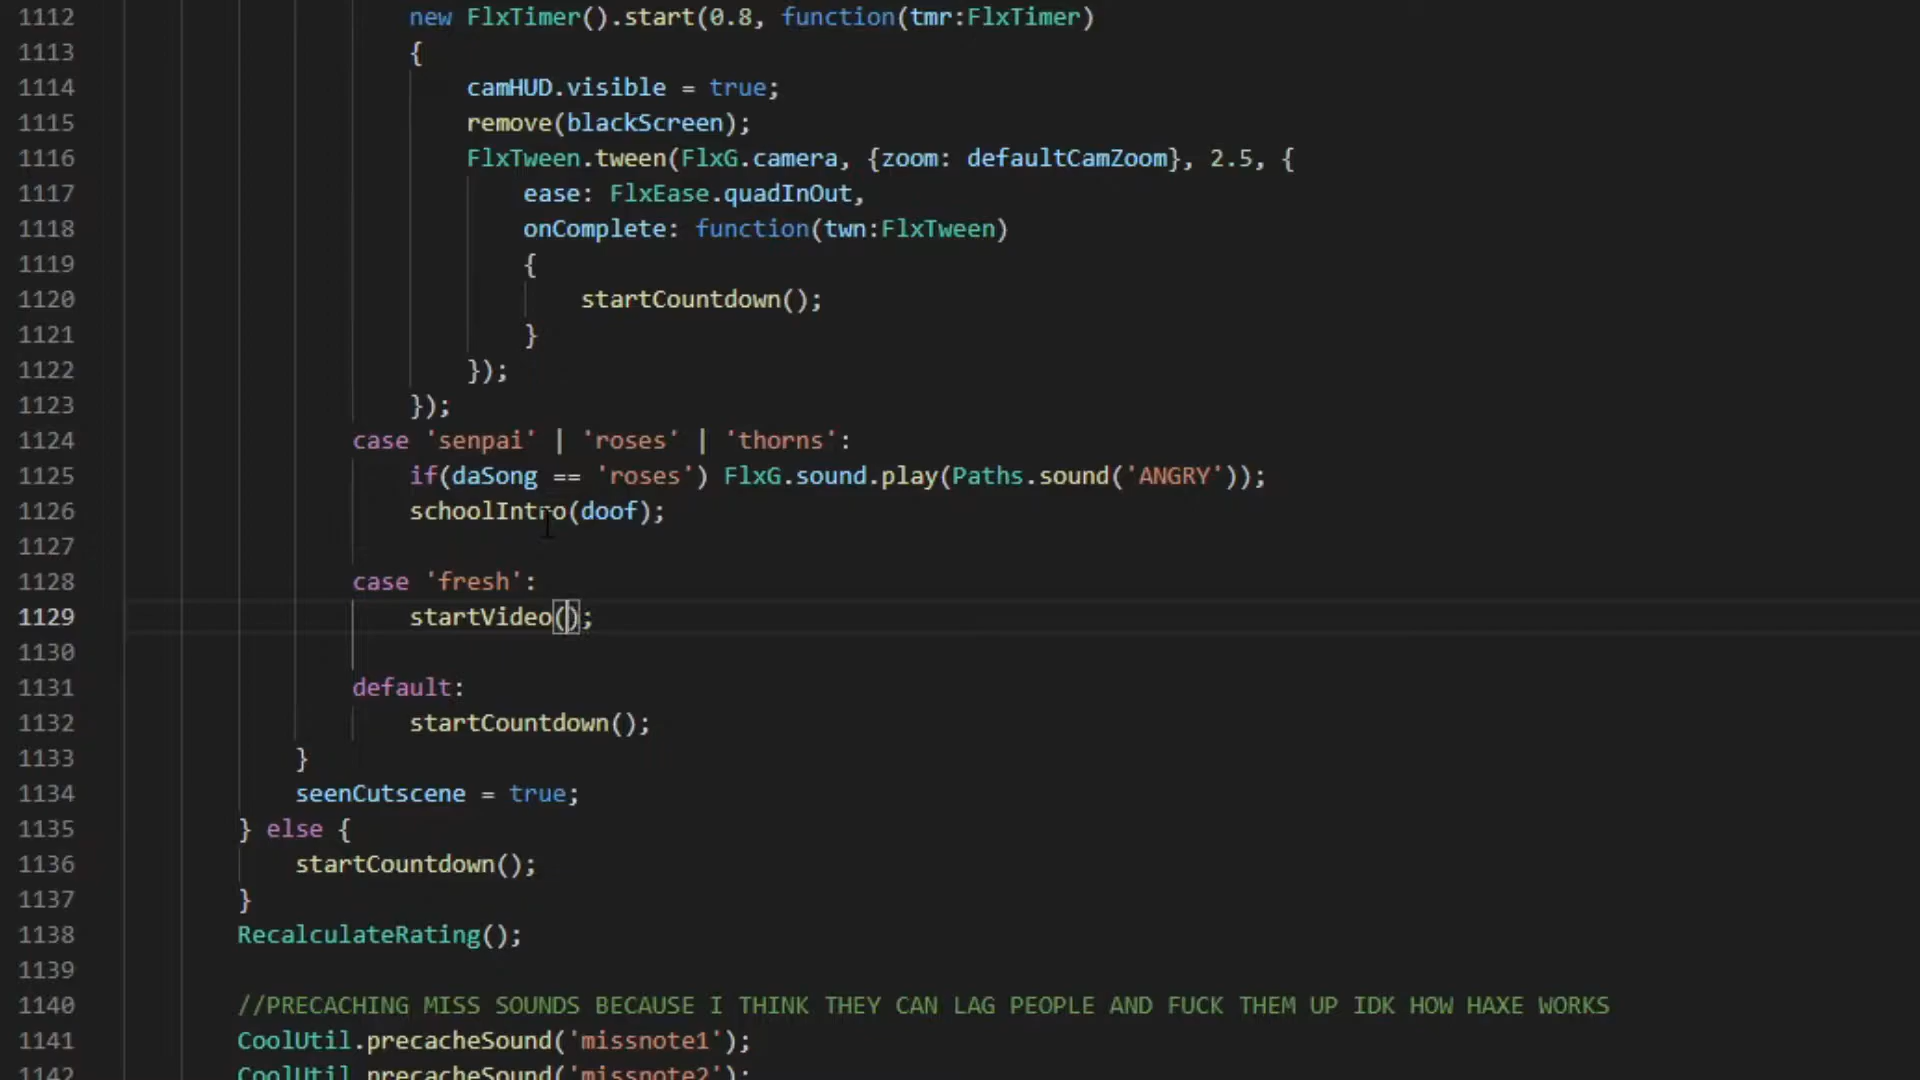 1112 new FlxTimer().start(0.8, function(tmr:FlxTimer)
1113 {
1114 camHUD.visible = true;
1115 remove(blackScreen);
1116 FlxTween.tween(FlxG.camera, {zoom: defaultCamZoom}, 2.5, {
1117 ease: FlxEase.quadInOut,
1118 onComplete: function(twn:FlxTween)
1119 {
1120 startCountdown();
1121 }
1122 });
1123 });
1124 case 'senpai' | 'roses' | 'thorns':
1125 if(daSong == 'roses') FlxG.sound.play(Paths.sound('ANGRY'));
1126 schoolIntro(doof);
1127
1128 case 'fresh':
1129 startVideo();
1130
1131 default:
1132 startCountdown();
1133 }
1134 seenCutscene = true;
1135 } else {
1136 startCountdown();
1137 }
1138 RecalculateRating();
1139
1140 //PRECACHING MISS SOUNDS BECAUSE I THINK THEY CAN LAG PEOPLE AND FUCK THEM UP IDK HOW HAXE WORKS
1141 CoolUtil.precacheSound('missnote1');
1142 CoolUtil.precacheSound('missnote2');